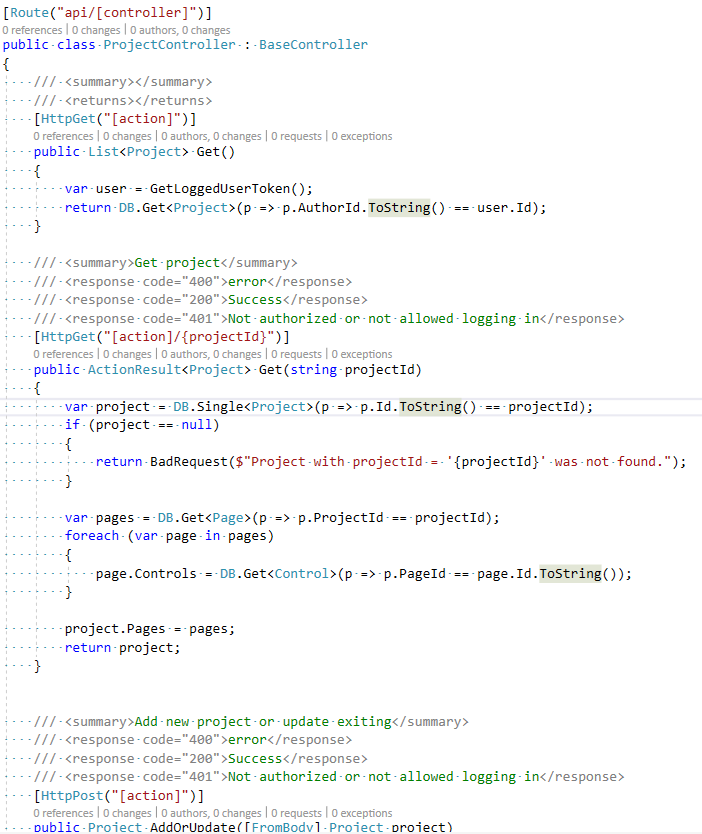 [Route("api/[controller]")]
0 references | 0 changes | 0 authors, 0 changes
public class ProjectController : BaseController
{
/// <summary></summary>
/// <returns></returns>
[HttpGet("[action]")]
0 references | 0 changes | 0 authors, 0 changes | 0 requests | 0 exceptions
public List<Project> Get()
{
var user = GetLoggedUserToken();
return DB.Get<Project>(p => p.AuthorId.ToString() == user.Id);
}
/// <summary>Get project</summary>
/// <response code="400">error</response>
/// <response code="200">Success</response>
/// <response code="401">Not authorized or not allowed logging in</response>
[HttpGet("[action]/{projectId}")]
0 references | 0 changes | 0 authors, 0 changes | 0 requests | 0 exceptions
public ActionResult<Project> Get(string projectId)
{
var project = DB.Single<Project>(p => p.Id.ToString() == projectId);
if (project == null)
{
return BadRequest($"Project with projectId = '{projectId}' was not found.");
}
var pages = DB.Get<Page>(p => p.ProjectId == projectId);
foreach (var page in pages)
{
page.Controls = DB.Get<Control>(p => p.PageId == page.Id.ToString());
}
project.Pages = pages;
return project;
}
/// <summary>Add new project or update exiting</summary>
/// <response code="400">error</response>
/// <response code="200">Success</response>
/// <response code="401">Not authorized or not allowed logging in</response>
[HttpPost("[action]")]
0 references | 0 changes | 0 authors, 0 changes | 0 requests | 0 exceptions
public Project AddOrUpdate([FromBody] Project project)